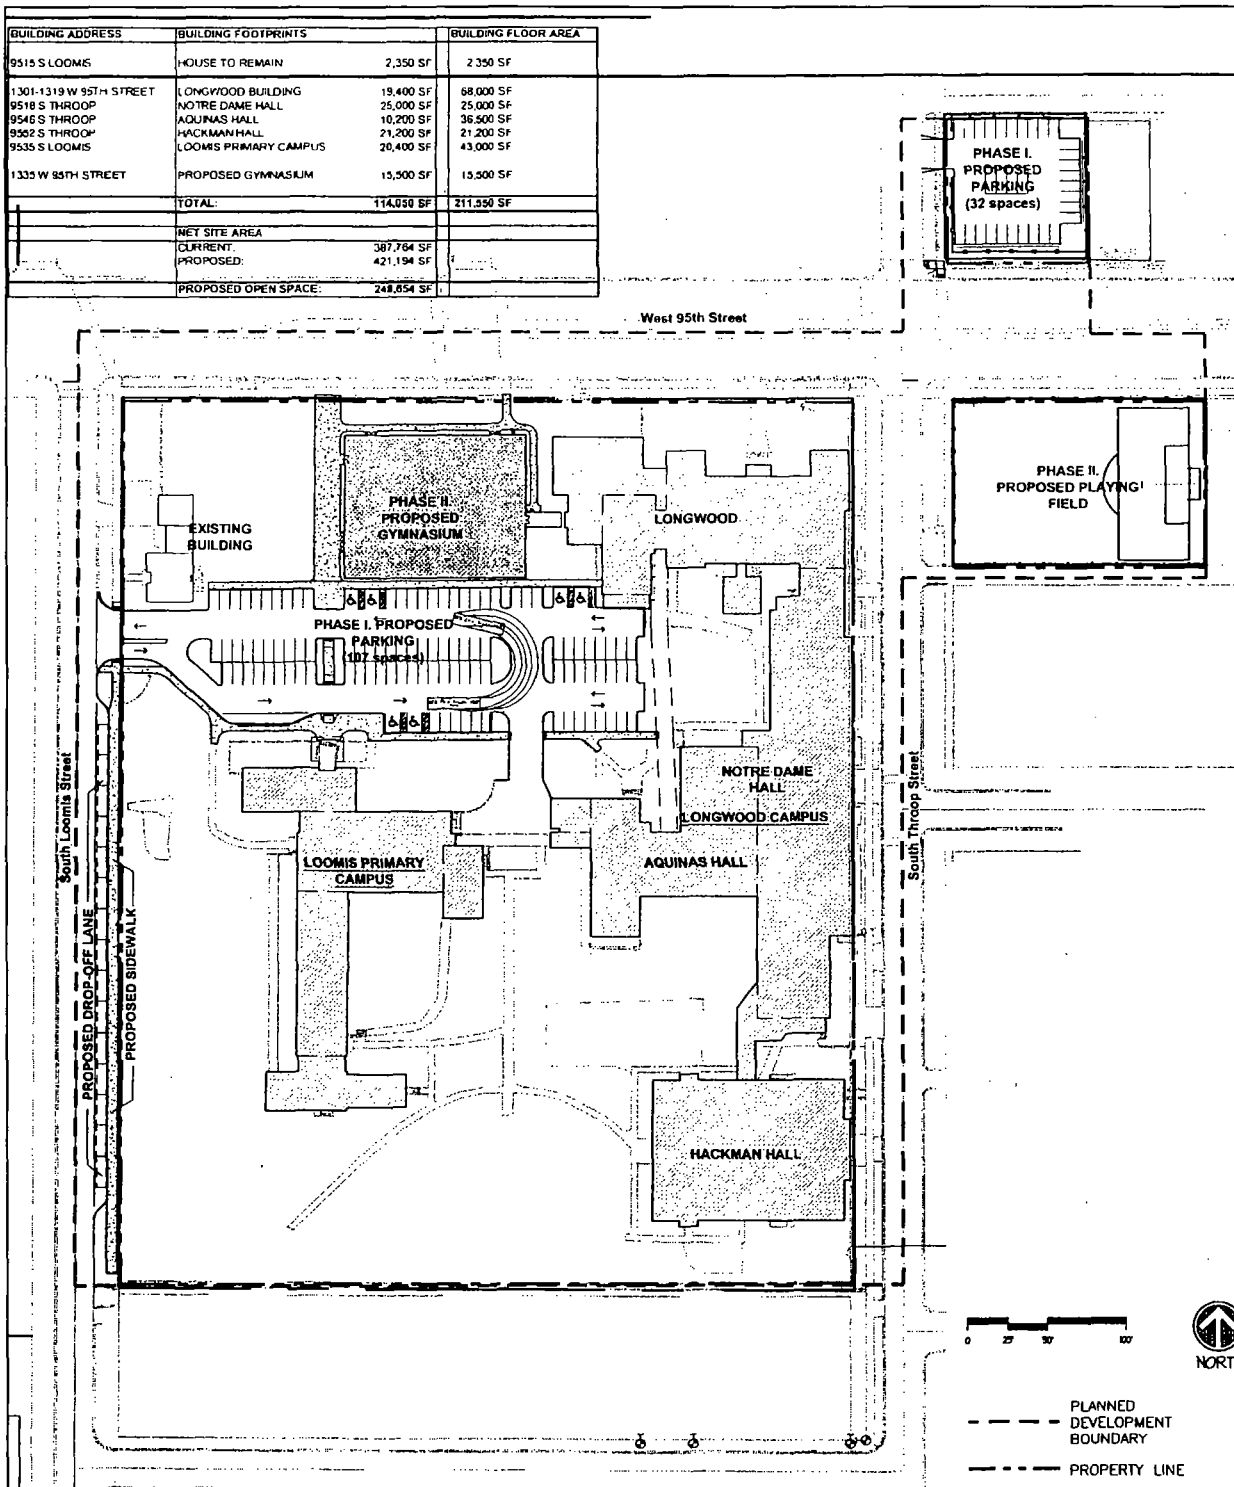 BUILDING ADDRESS BUILDING FOOTPRINTS BUILDING FLOOR AREA
9515 S LOOMIS HOUSE TO REMAIN 2,350 SF 2 350 SF
1301-1319 W 95TH STREET LONGWOOD BUILDING 19,400 SF 68,000 SF
9518 S THROOP NOTRE DAME HALL 25,000 SF 25,000 SF
9546 S THROOP AQUINAS HALL 10,200 SF 36,500 SF
9552 S THROOP HACKMAN HALL 21,200 SF 21,200 SF
9535 S LOOMIS LOOMIS PRIMARY CAMPUS 20,400 SF 43,000 SF
1335 W 95TH STREET PROPOSED GYMNASIUM 15,500 SF 15,500 SF
TOTAL: 114,050 SF 211,550 SF
NET SITE AREA
CURRENT. 387,764 SF
PROPOSED: 421,194 SF
PROPOSED OPEN SPACE: 248,654 SF
PHASE I.
PROPOSED
PARKING
(32 spaces)
West 95th Street
PHASE II.
PROPOSED PLAYING
FIELD
PHASE II.
PROPOSED
GYMNASIUM
LONGWOOD
EXISTING
BUILDING
PHASE I. PROPOSED
PARKING
(107 spaces)
NOTRE DAME
HALL
LONGWOOD CAMPUS
AQUINAS HALL
LOOMIS PRIMARY
CAMPUS
South Loomis Street
South Throop Street
PROPOSED DROP-OFF LANE
PROPOSED SIDEWALK
HACKMAN HALL
0 25' 50' 100'
NORT
PLANNED
DEVELOPMENT
BOUNDARY
PROPERTY LINE